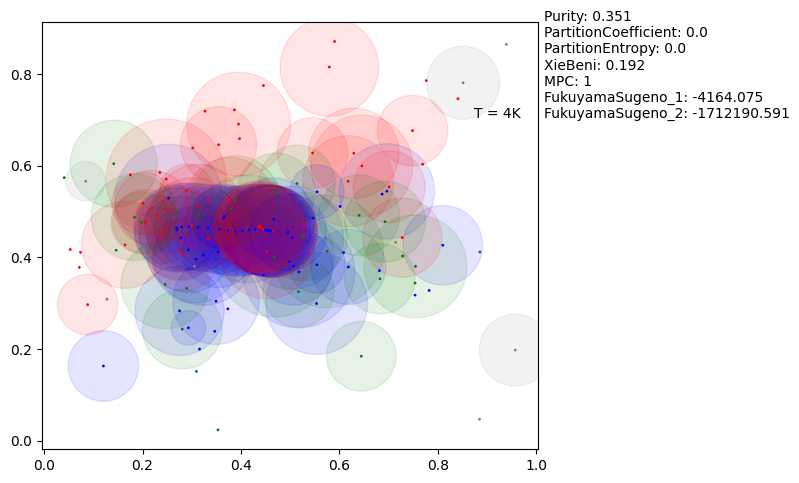 Purity: 0.351
PartitionCoefficient: 0.0
PartitionEntropy: 0.0
XieBeni: 0.192
MPC: 1
FukuyamaSugeno_1: -4164.075
FukuyamaSugeno_2: -1712190.591
T = 4K
0.8
0.6
0.4
0.2
0.0
0.0 0.2 0.4 0.6 0.8 1.0